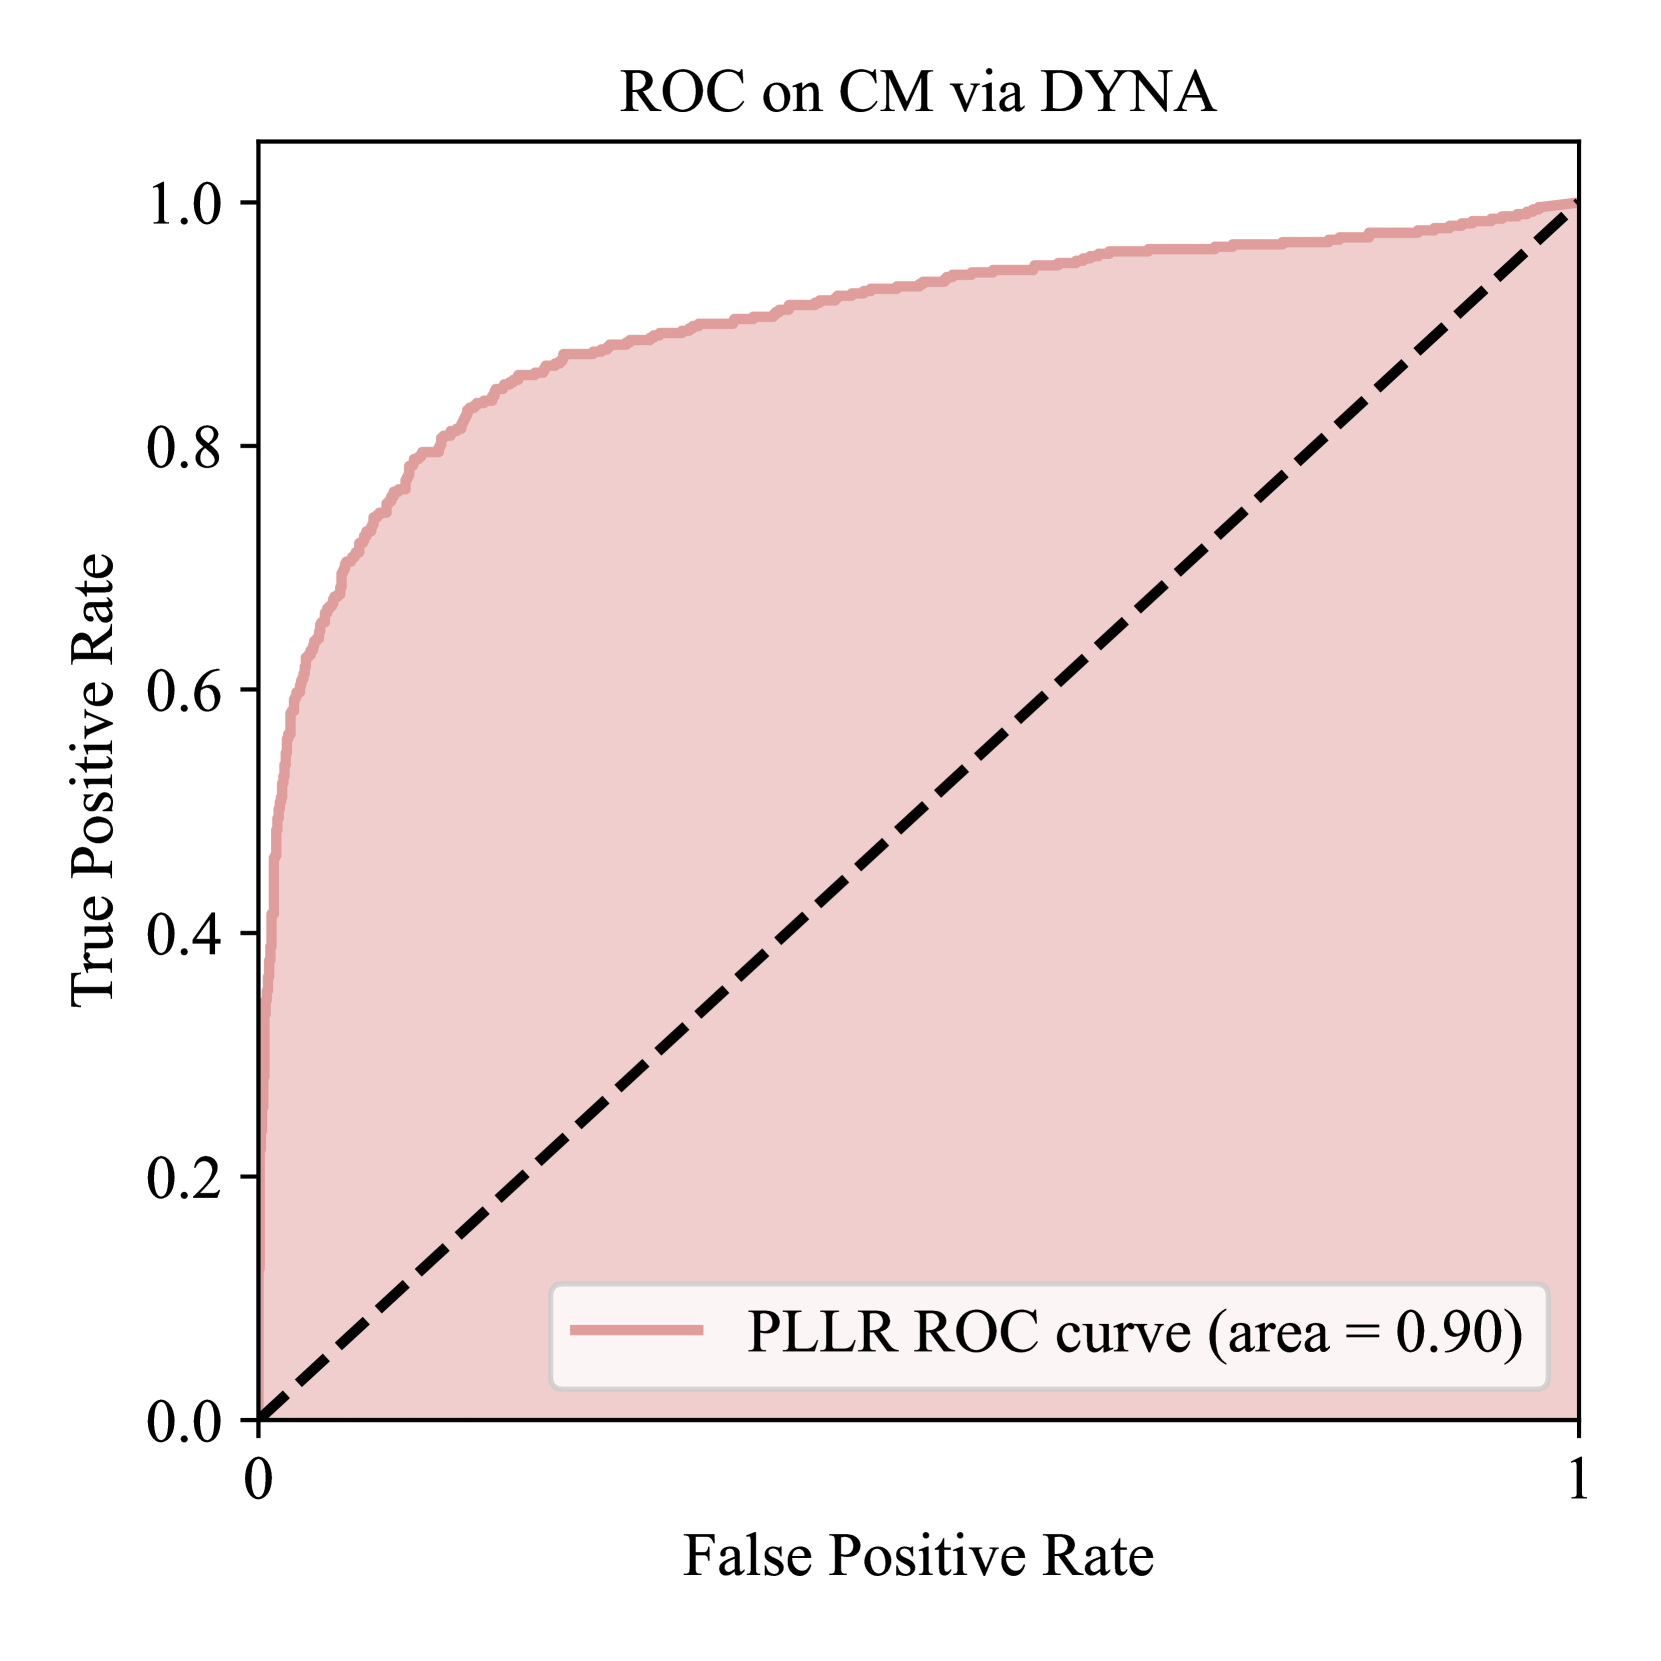 ROC on CM via DYNA
1.0
0.8
0.6
0.4
0.2
0.0
True Positive Rate
PLLR ROC curve (area = 0.90)
0
1
False Positive Rate